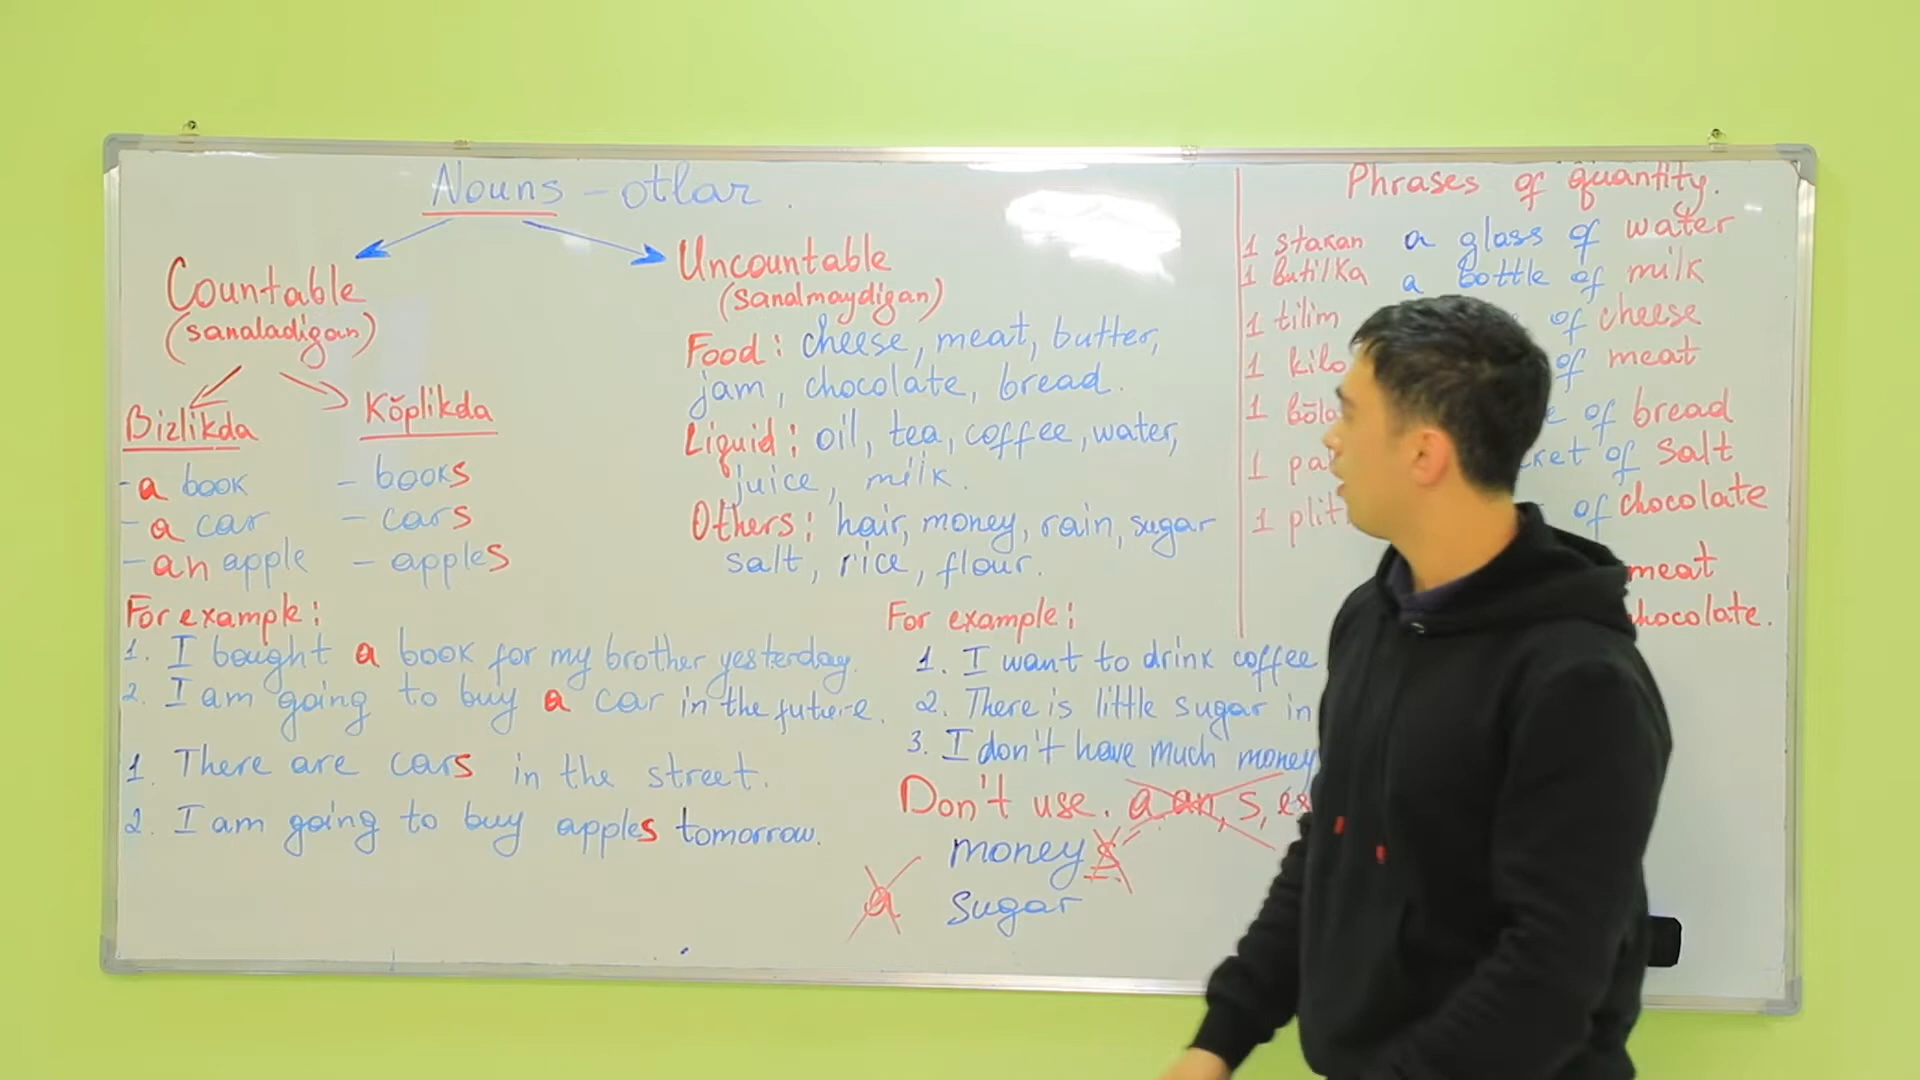 Nouns - otlar.
Countable
(sanaladigan)
Bizlikda
- a book
- a car
- an apple
Kŏplikda
- books
- cars
- apples
For example:
1. I bought a book for my brother yesterday.
2. I am going to buy a car in the future.
1. There are cars in the street.
2. I am going to buy apples tomorrow.
Uncountable
(sanalmaydigan)
Food: cheese, meat, butter,
jam, chocolate, bread.
Liquid: oil, tea, coffee, water,
juice, milk.
Others: hair, money, rain, sugar
salt, rice, flour.
For example:
1. I want to drink coffee
2. There is little sugar in
3. I don't have much money
Don't use. a an, s, es
moneys
a sugar
Phrases of quantity.
1 stakan a glass of water
1 butilka a bottle of milk
1 tilim of cheese
1 kilo of meat
1 of bread
1 of salt
1 of chocolate
meat